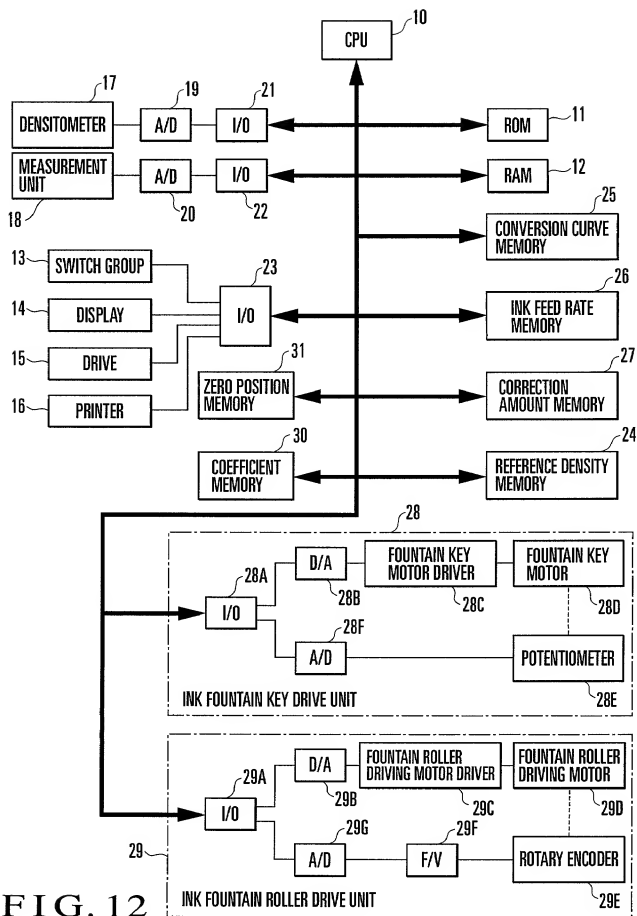 10
CPU
17
19
21
11
DENSITOMETER
A/D
I/O
ROM
MEASUREMENT
UNIT
A/D
I/O
RAM
12
18
20
22
25
13
SWITCH GROUP
23
CONVERSION CURVE
MEMORY
14
DISPLAY
I/O
26
INK FEED RATE
MEMORY
15
DRIVE
31
27
16
PRINTER
ZERO POSITION
MEMORY
CORRECTION
AMOUNT MEMORY
30
24
COEFFICIENT
MEMORY
REFERENCE DENSITY
MEMORY
28
28A
D/A
FOUNTAIN KEY
MOTOR DRIVER
FOUNTAIN KEY
MOTOR
I/O
28B
28C
28D
28F
A/D
POTENTIOMETER
INK FOUNTAIN KEY DRIVE UNIT
28E
29A
D/A
FOUNTAIN ROLLER
DRIVING MOTOR DRIVER
FOUNTAIN ROLLER
DRIVING MOTOR
I/O
29B
29C
29D
29G
29F
29
A/D
F/V
ROTARY ENCODER
INK FOUNTAIN ROLLER DRIVE UNIT
29E
FIG. 12